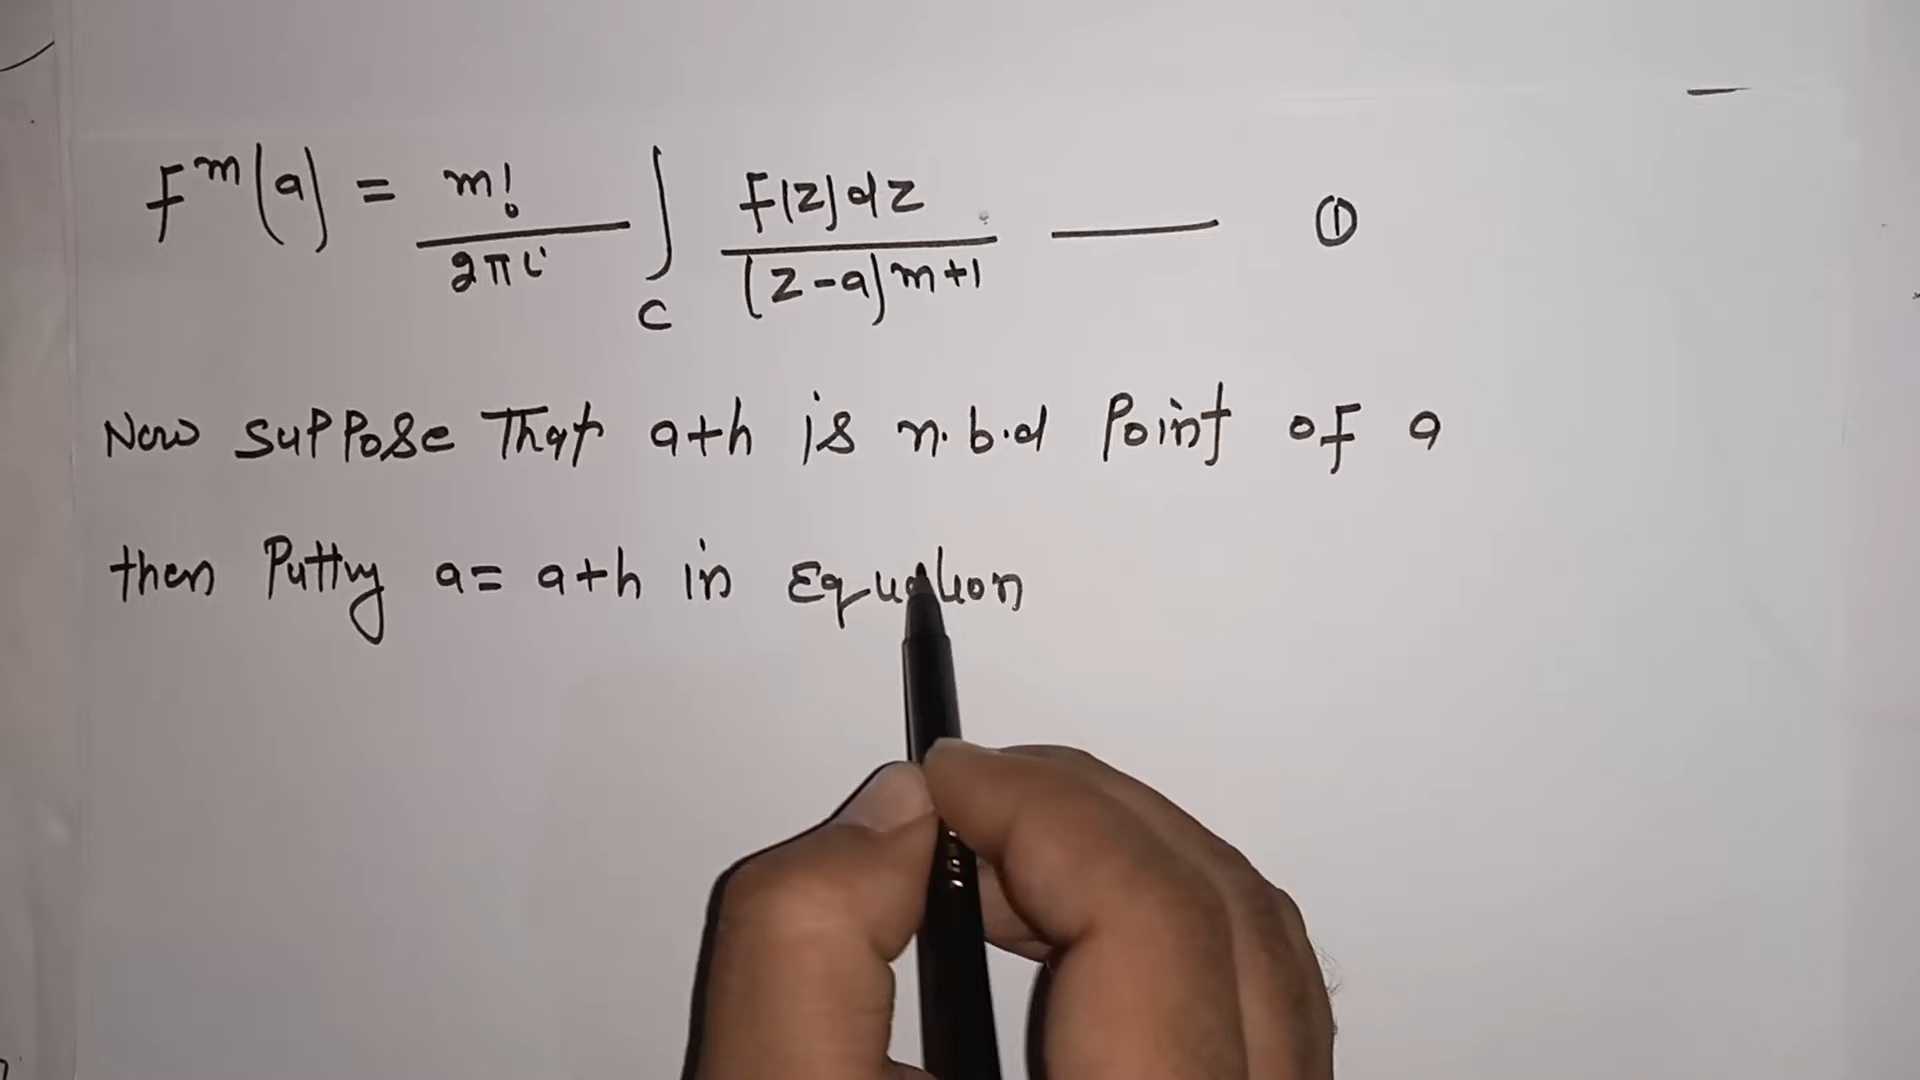 F^m(a) = m!/2πi ∫_C F(z)dz/(z-a)^m+1 —— ①
Now suppose That a+h is n.b.d Point of a
then Putting a= a+h in Equation